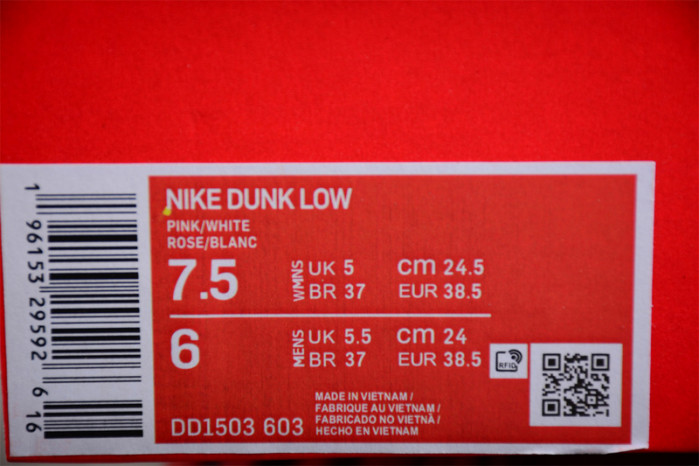 NIKE DUNK LOW
PINK/WHITE
ROSE/BLANC
7.5 WMNS UK 5 cm 24.5
BR 37 EUR 38.5
6 MENS UK 5.5 cm 24
BR 37 EUR 38.5
RFID
MADE IN VIETNAM /
FABRIQUE AU VIETNAM /
FABRICADO NO VIETNÃ /
HECHO EN VIETNAM
DD1503 603
1 96153 29592 6 16